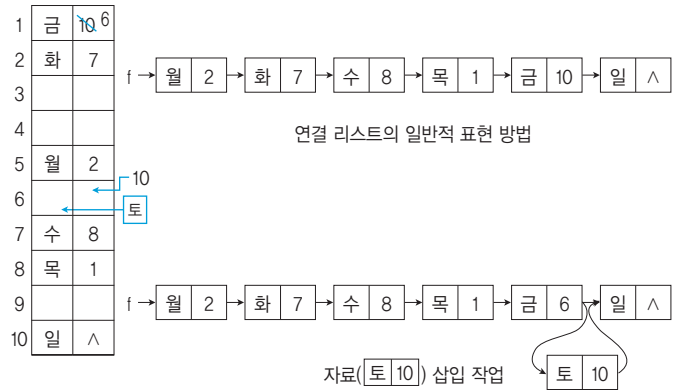 1 금 10 6
2 화 7
3
4
5 월 2
6
10
토
7 수 8
8 목 1
9
10 일 ∧
f 월 2 화 7 수 8 목 1 금 10 일 ∧
연결 리스트의 일반적 표현 방법
f 월 2 화 7 수 8 목 1 금 6 일 ∧
토 10
자료(토 10) 삽입 작업